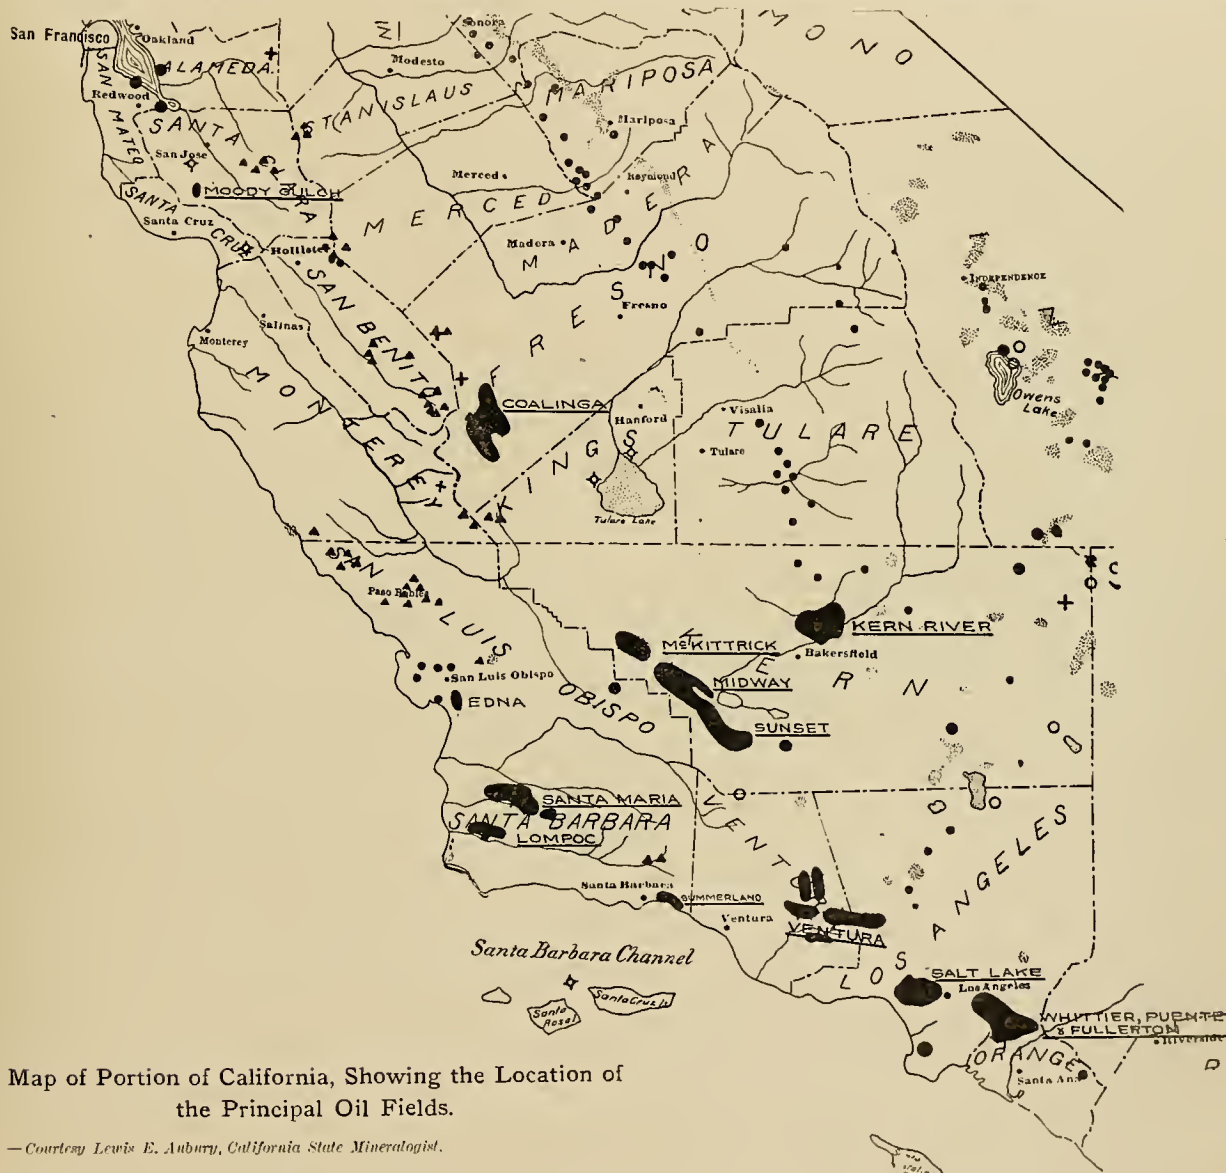 San Francisco
Oakland
ALAMEDA
SAN MATEO
Redwood
SANTA CLARA
San Jose
MOODY GULCH
SANTA CRUZ
Santa Cruz
Hollister
SAN BENITO
Salinas
Monterey
MONTEREY
Sonora
Modesto
STANISLAUS
MARIPOSA
Mariposa
MONO
Merced
MERCED
Raymond
MADERA
Madera
FRESNO
Fresno
INDEPENDENCE
Owens
Lake
COALINGA
Hanford
KINGS
Tulare Lake
Visalia
TULARE
Tulare
SAN LUIS OBISPO
Paso Robles
San Luis Obispo
EDNA
KERN RIVER
Bakersfield
McKITTRICK
KERN
MIDWAY
SUNSET
SANTA MARIA
SANTA BARBARA
LOMPOC
Santa Barbara
SUMMERLAND
Ventura
VENT
VENTURA
LOS ANGELES
SALT LAKE
Los Angeles
WHITTIER, PUENTE
& FULLERTON
Riverside
ORANGE
Santa Ana
Santa Barbara Channel
Santa Cruz Is
Santa
Rosa I.
Map of Portion of California, Showing the Location of
the Principal Oil Fields.
—Courtesy Lewis E. Aubury, California State Mineralogist.